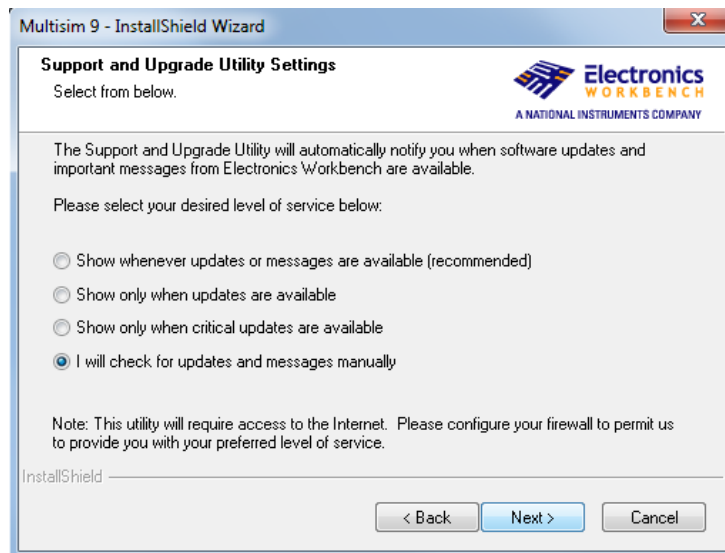 Multisim 9 - InstallShield Wizard
Support and Upgrade Utility Settings
Select from below.
Electronics
WORKBENCH
A NATIONAL INSTRUMENTS COMPANY
The Support and Upgrade Utility will automatically notify you when software updates and
important messages from Electronics Workbench are available.
Please select your desired level of service below:
Show whenever updates or messages are available (recommended)
Show only when updates are available
Show only when critical updates are available
I will check for updates and messages manually
Note: This utility will require access to the Internet.  Please configure your firewall to permit us
to provide you with your preferred level of service.
InstallShield
< Back
Next >
Cancel